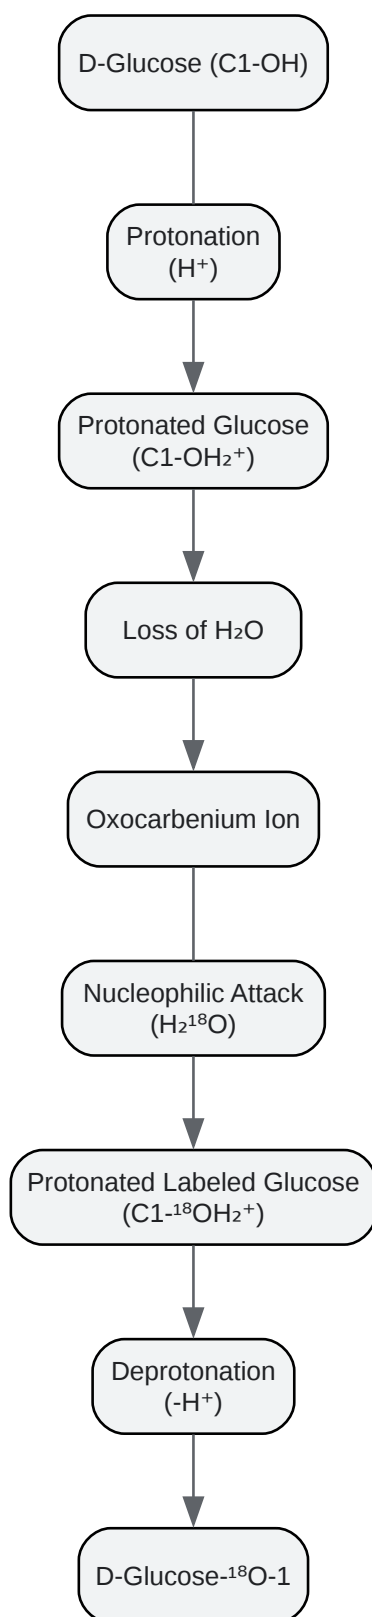 D-Glucose (C1-OH)
Protonation
(H⁺)
Protonated Glucose
(C1-OH₂⁺)
Loss of H₂O
Oxocarbenium Ion
Nucleophilic Attack
(H₂¹⁸O)
Protonated Labeled Glucose
(C1-¹⁸OH₂⁺)
Deprotonation
(-H⁺)
D-Glucose-¹⁸O-1